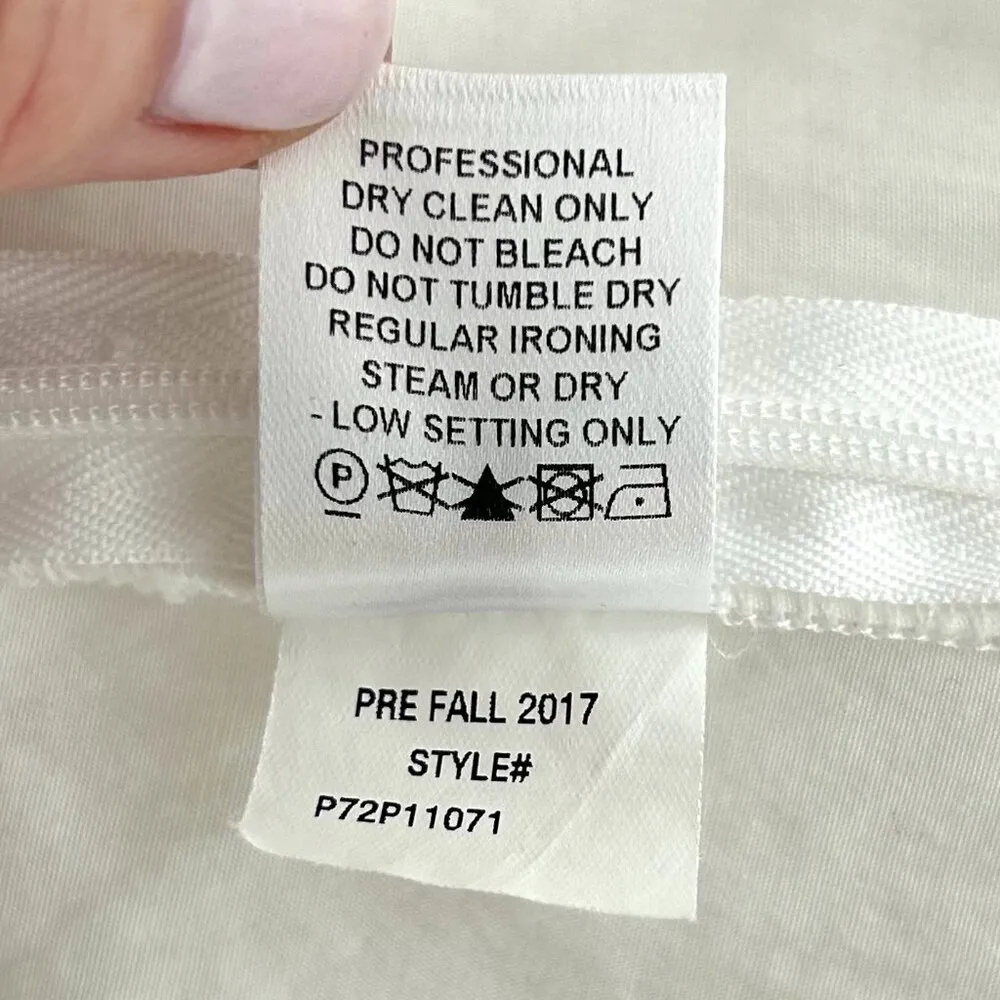 PROFESSIONAL
DRY CLEAN ONLY
DO NOT BLEACH
DO NOT TUMBLE DRY
REGULAR IRONING
STEAM OR DRY
- LOW SETTING ONLY
P
PRE FALL 2017
STYLE#
P72P11071